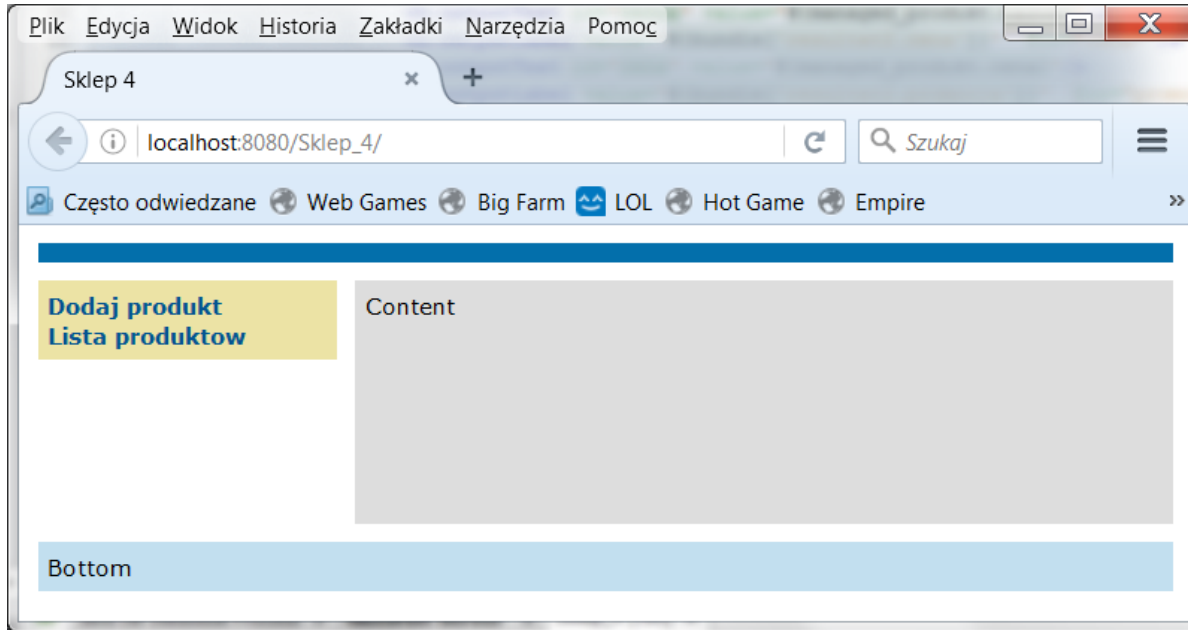 Plik Edycja Widok Historia Zakładki Narzędzia Pomoc
Sklep 4
localhost:8080/Sklep_4/ Szukaj
Często odwiedzane Web Games Big Farm LOL Hot Game Empire
Dodaj produkt
Lista produktow
Content
Bottom